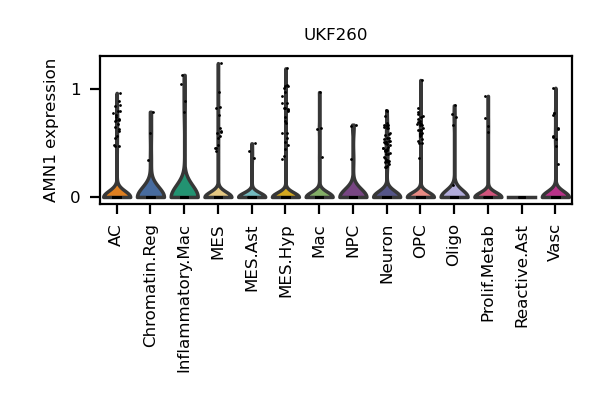 UKF260
AMN1 expression
1
0
AC
Chromatin.Reg
Inflammatory.Mac
MES
MES.Ast
MES.Hyp
Mac
NPC
Neuron
OPC
Oligo
Prolif.Metab
Reactive.Ast
Vasc